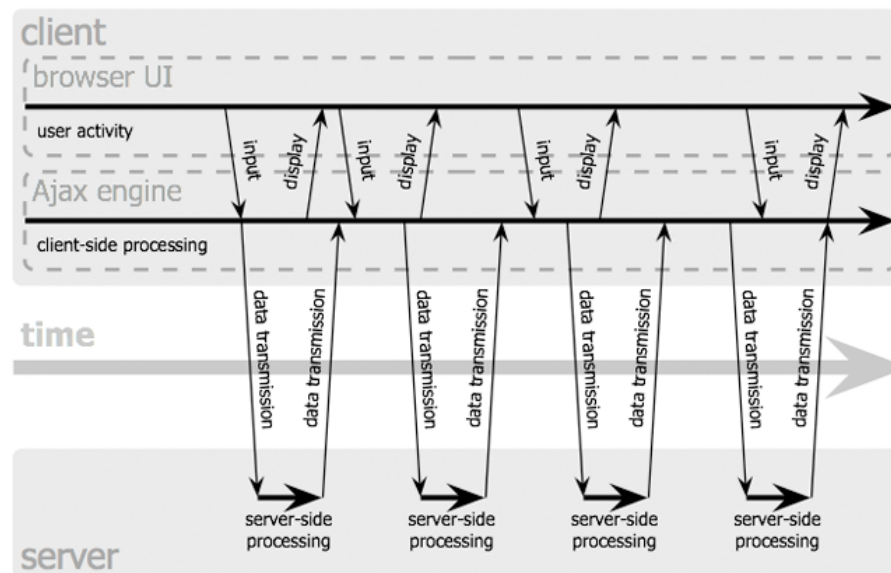 client
browser UI
user activity
input
display
input
display
input
display
input
display
Ajax engine
client-side processing
data transmission
data transmission
data transmission
data transmission
data transmission
data transmission
data transmission
data transmission
time
server-side
processing
server-side
processing
server-side
processing
server-side
processing
server